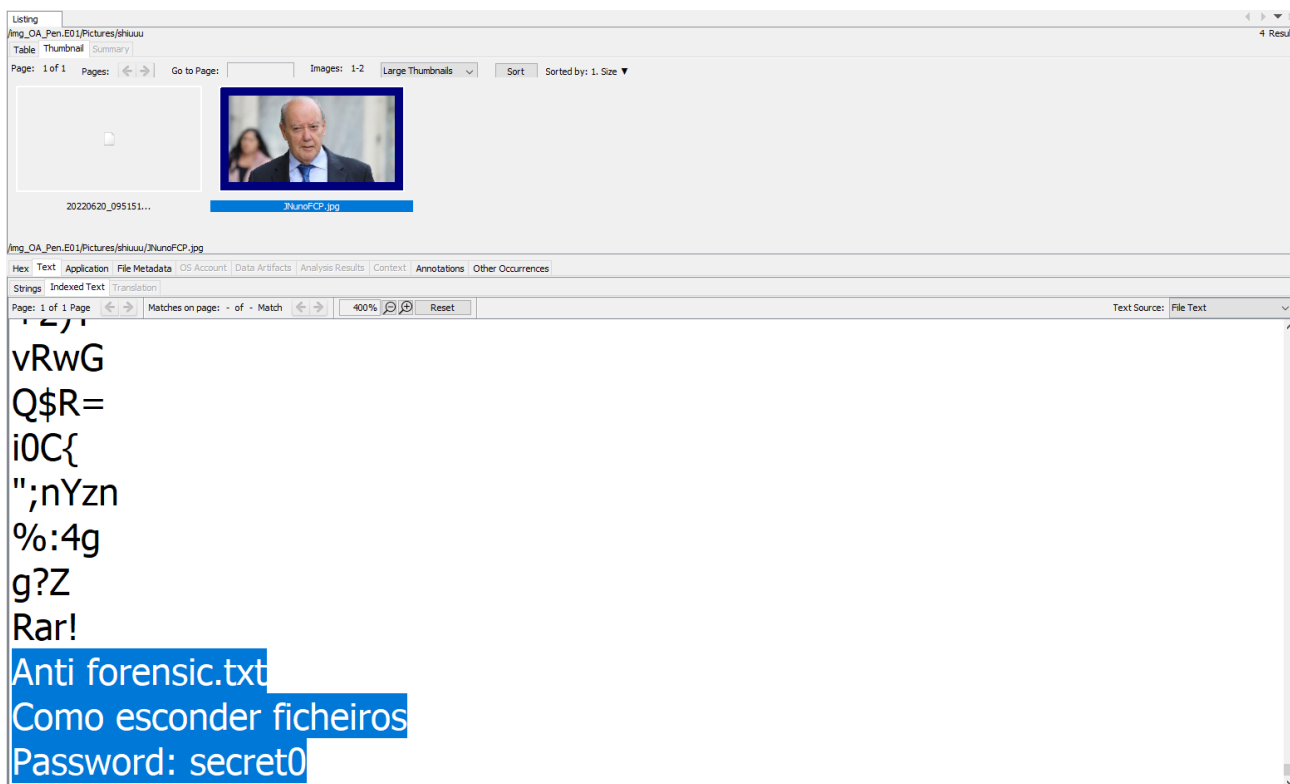 Listing
/img_OA_Pen.E01/Pictures/shiuuu
4 Resul
Table Thumbnail Summary
Page: 1 of 1 Pages: Go to Page: Images: 1-2 Large Thumbnails Sort Sorted by: 1. Size ▼
20220620_095151... JNunoFCP.jpg
/img_OA_Pen.E01/Pictures/shiuuu/JNunoFCP.jpg
Hex Text Application File Metadata OS Account Data Artifacts Analysis Results Context Annotations Other Occurrences
Strings Indexed Text Translation
Page: 1 of 1 Page Matches on page: - of - Match 400% Reset Text Source: File Text
vRwG
Q$R=
i0C{
";nYzn
%:4g
g?Z
Rar!
Anti forensic.txt
Como esconder ficheiros
Password: secret0